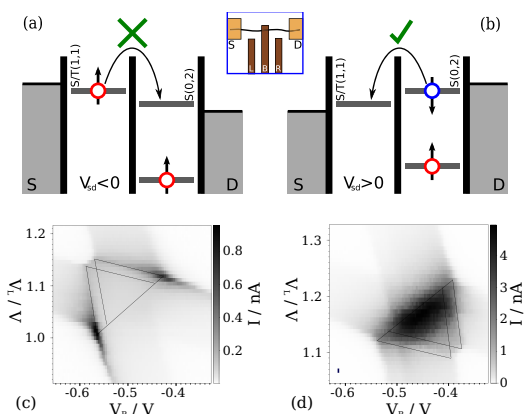 (a)
S/T(1,1)
S(0,2)
S
V_sd<0
D
S
D
L
B
R
(b)
S/T(1,1)
S(0,2)
S
V_sd>0
D
1.2
1.1
1.0
V_L / V
-0.6
-0.5
-0.4
V_R / V
0.8
0.6
0.4
0.2
I / nA
(c)
1.3
1.2
1.1
V_L / V
-0.6
-0.5
-0.4
V_R / V
4
3
2
1
0
I / nA
(d)